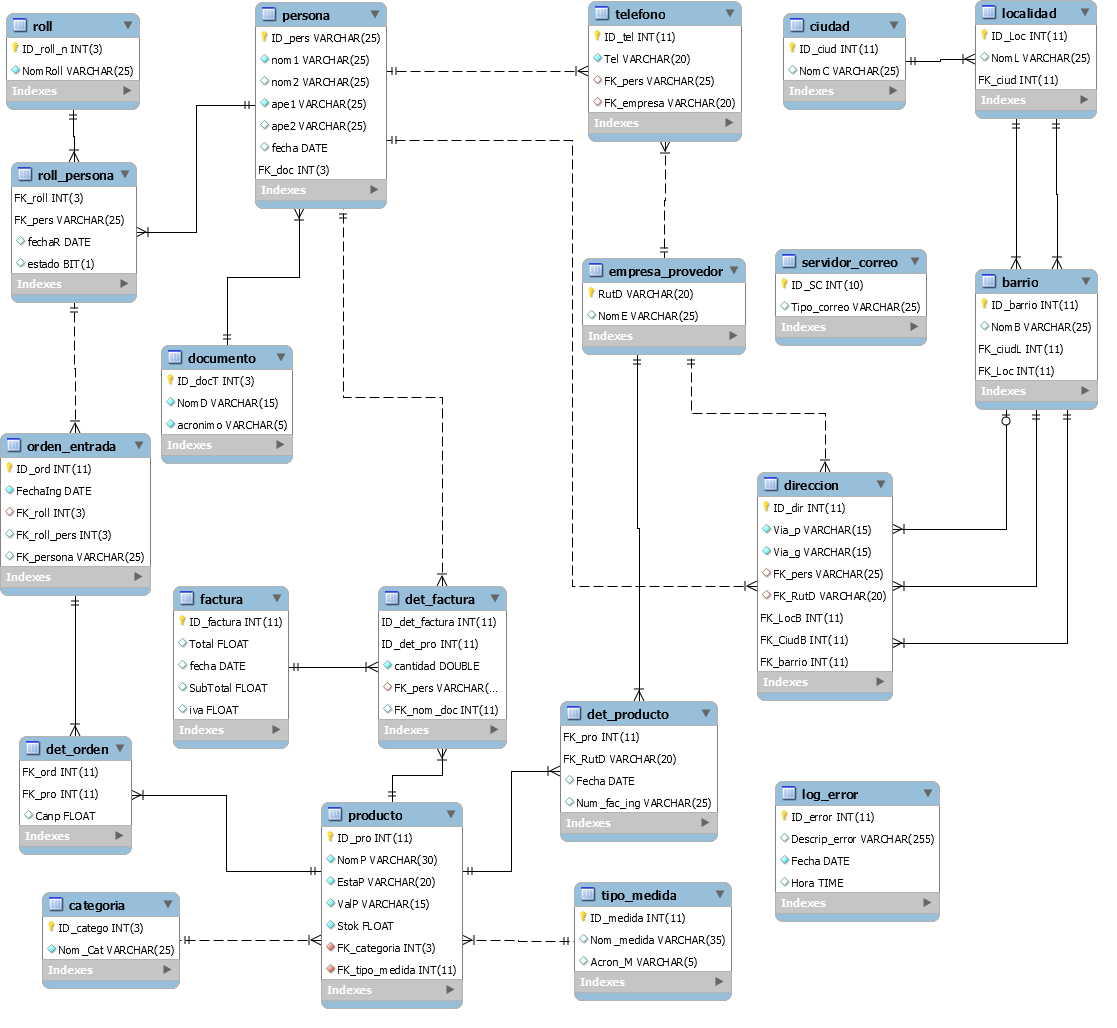 roll
ID_roll_n INT(3)
NomRoll VARCHAR(25)
Indexes
persona
ID_pers VARCHAR(25)
nom1 VARCHAR(25)
nom2 VARCHAR(25)
ape1 VARCHAR(25)
ape2 VARCHAR(25)
fecha DATE
FK_doc INT(3)
Indexes
telefono
ID_tel INT(11)
Tel VARCHAR(20)
FK_pers VARCHAR(25)
FK_empresa VARCHAR(20)
Indexes
ciudad
ID_ciud INT(11)
NomC VARCHAR(25)
Indexes
localidad
ID_Loc INT(11)
NomL VARCHAR(25)
FK_ciud INT(11)
Indexes
roll_persona
FK_roll INT(3)
FK_pers VARCHAR(25)
fechaR DATE
estado BIT(1)
Indexes
empresa_provedor
RutD VARCHAR(20)
NomE VARCHAR(25)
Indexes
servidor_correo
ID_SC INT(10)
Tipo_correo VARCHAR(25)
Indexes
barrio
ID_barrio INT(11)
NomB VARCHAR(25)
FK_ciudL INT(11)
FK_Loc INT(11)
Indexes
documento
ID_docT INT(3)
NomD VARCHAR(15)
acronimo VARCHAR(5)
Indexes
orden_entrada
ID_ord INT(11)
FechaIng DATE
FK_roll INT(3)
FK_roll_pers INT(3)
FK_persona VARCHAR(25)
Indexes
direccion
ID_dir INT(11)
Via_p VARCHAR(15)
Via_g VARCHAR(15)
FK_pers VARCHAR(25)
FK_RutD VARCHAR(20)
FK_LocB INT(11)
FK_CiudB INT(11)
FK_barrio INT(11)
Indexes
factura
ID_factura INT(11)
Total FLOAT
fecha DATE
SubTotal FLOAT
iva FLOAT
Indexes
det_factura
ID_det_factura INT(11)
ID_det_pro INT(11)
cantidad DOUBLE
FK_pers VARCHAR(...
FK_nom_doc INT(11)
Indexes
det_producto
FK_pro INT(11)
FK_RutD VARCHAR(20)
Fecha DATE
Num_fac_ing VARCHAR(25)
Indexes
det_orden
FK_ord INT(11)
FK_pro INT(11)
Canp FLOAT
Indexes
producto
ID_pro INT(11)
NomP VARCHAR(30)
EstaP VARCHAR(20)
ValP VARCHAR(15)
Stok FLOAT
FK_categoria INT(3)
FK_tipo_medida INT(11)
Indexes
log_error
ID_error INT(11)
Descrip_error VARCHAR(255)
Fecha DATE
Hora TIME
Indexes
categoria
ID_catego INT(3)
Nom_Cat VARCHAR(25)
Indexes
tipo_medida
ID_medida INT(11)
Nom_medida VARCHAR(35)
Acron_M VARCHAR(5)
Indexes